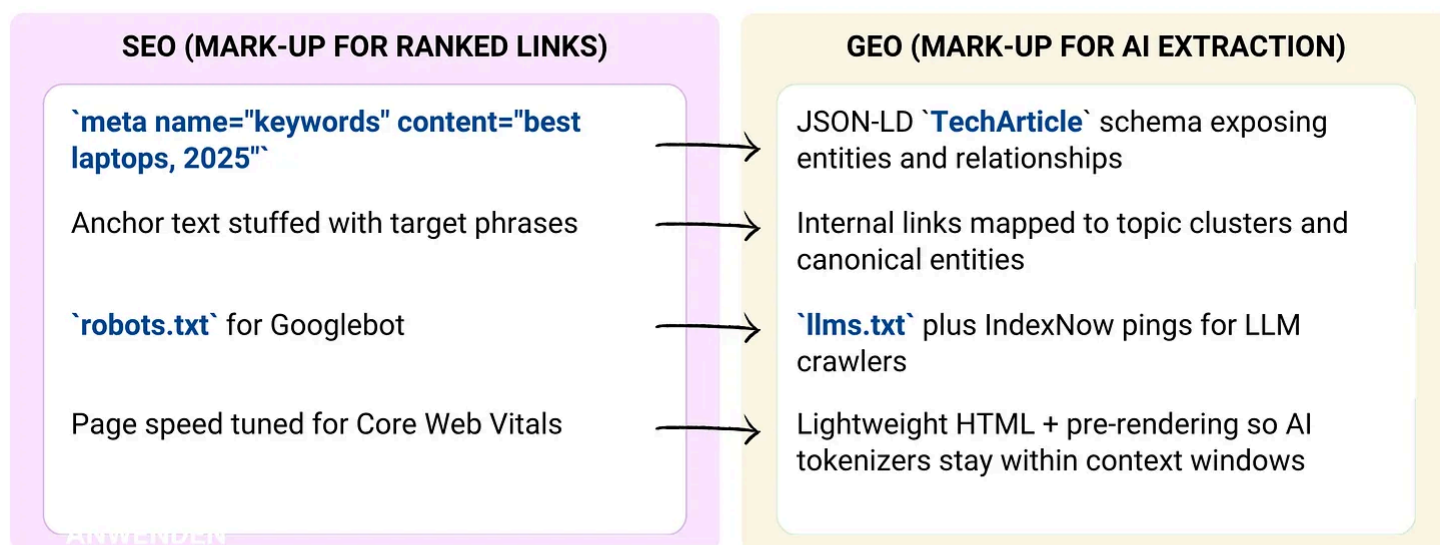 SEO (MARK-UP FOR RANKED LINKS)
`meta name="keywords" content="best
laptops, 2025"`
Anchor text stuffed with target phrases
`robots.txt` for Googlebot
Page speed tuned for Core Web Vitals
GEO (MARK-UP FOR AI EXTRACTION)
JSON-LD `TechArticle` schema exposing
entities and relationships
Internal links mapped to topic clusters and
canonical entities
`llms.txt` plus IndexNow pings for LLM
crawlers
Lightweight HTML + pre-rendering so AI
tokenizers stay within context windows
ANWENDEN